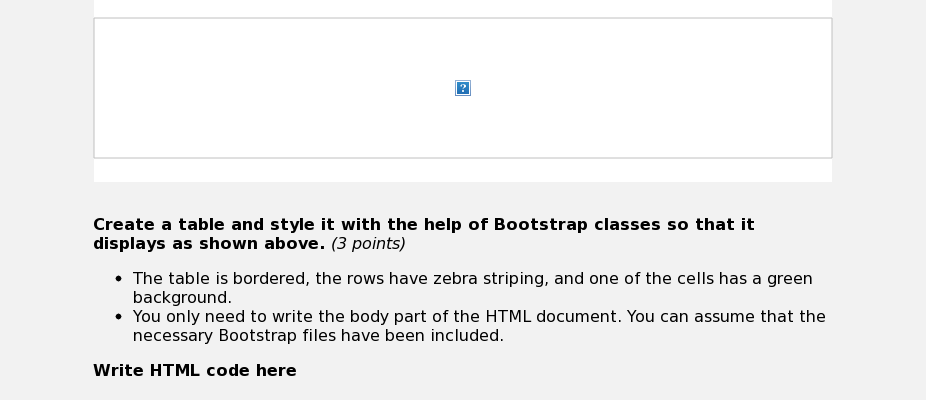 Create a table and style it with the help of Bootstrap classes so that it
displays as shown above. (3 points)
• The table is bordered, the rows have zebra striping, and one of the cells has a green
background.
• You only need to write the body part of the HTML document. You can assume that the
necessary Bootstrap files have been included.
Write HTML code here